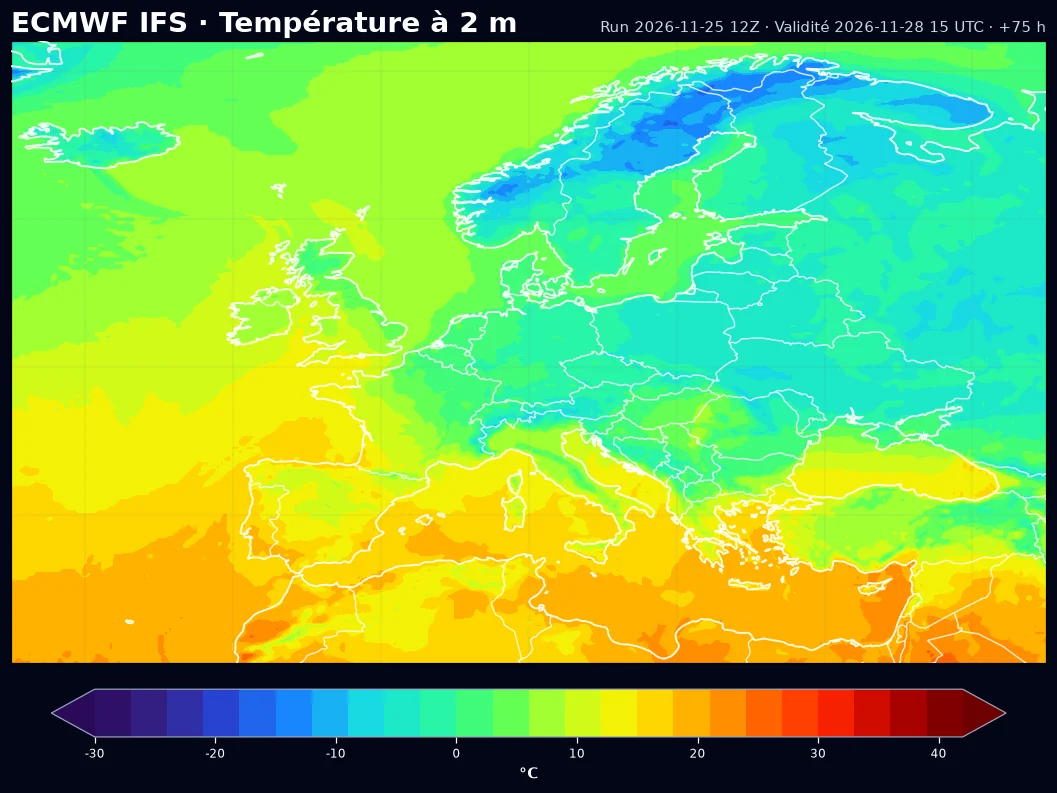 ECMWF IFS · Température à 2 m
Run 2026-11-25 12Z · Validité 2026-11-28 15 UTC · +75 h
-30 -20 -10 0 10 20 30 40
°C